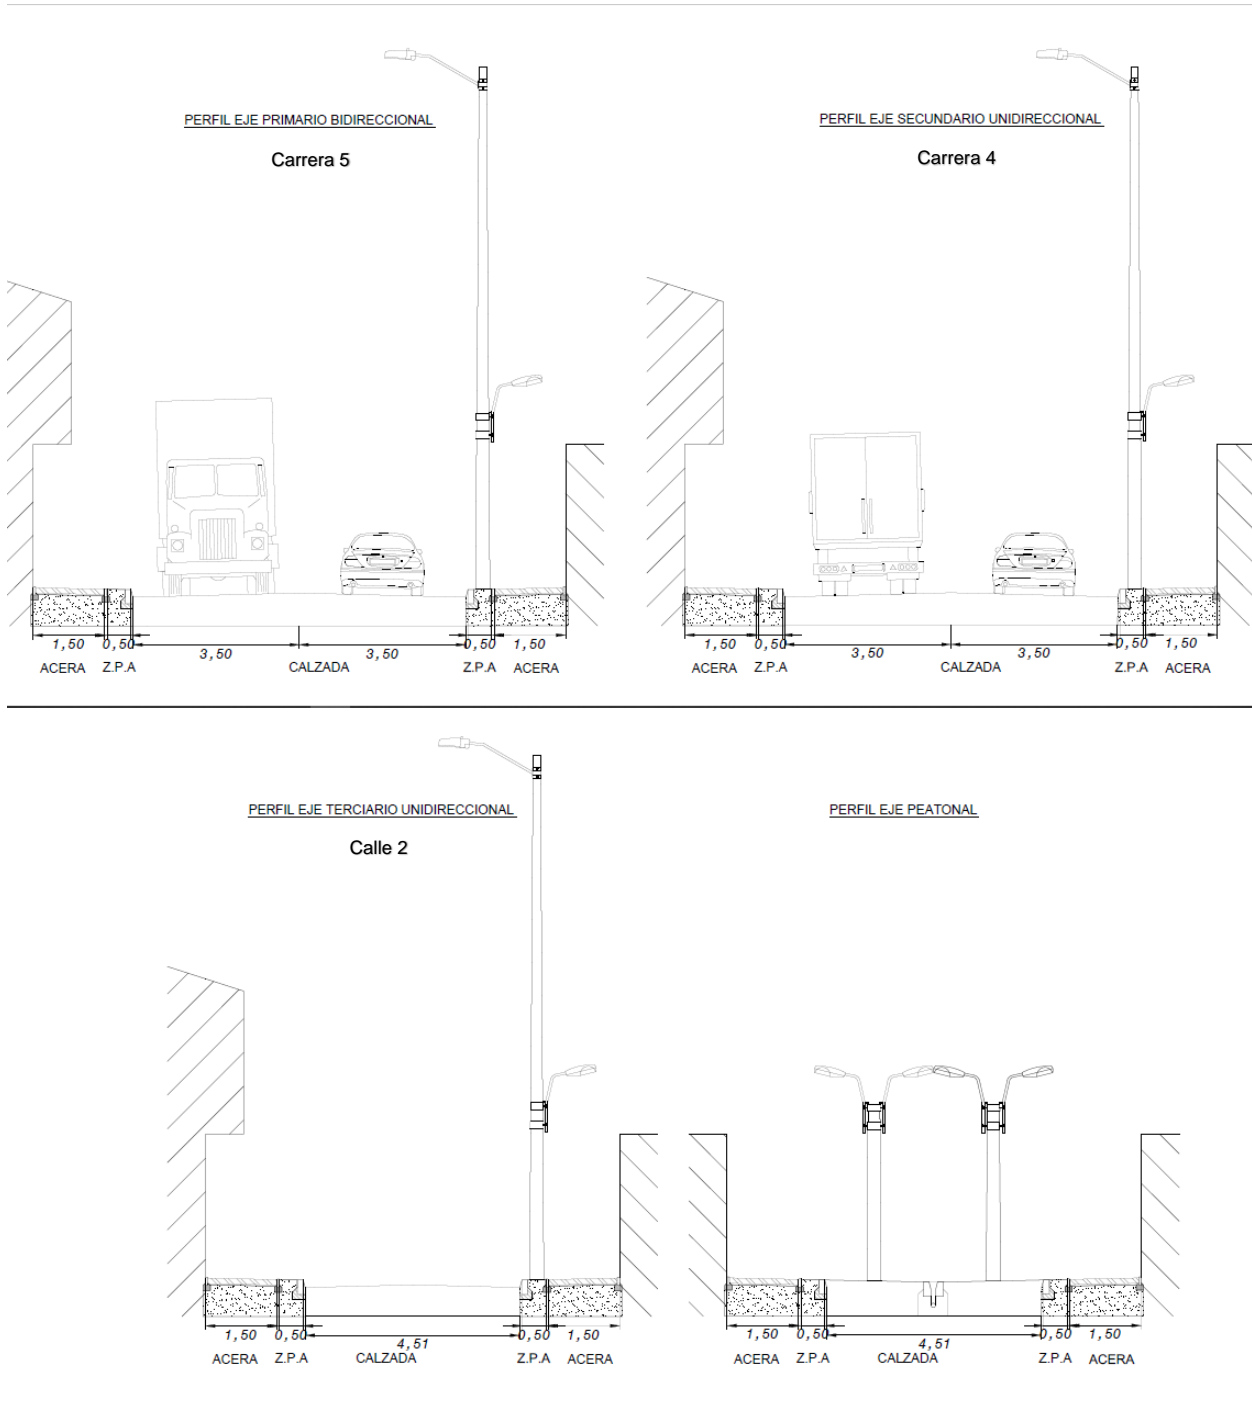 PERFIL EJE PRIMARIO BIDIRECCIONAL
Carrera 5
1,50 0,50 3,50 3,50 0,50 1,50
ACERA Z.P.A CALZADA Z.P.A ACERA
PERFIL EJE SECUNDARIO UNIDIRECCIONAL
Carrera 4
1,50 0,50 3,50 3,50 0,50 1,50
ACERA Z.P.A CALZADA Z.P.A ACERA
PERFIL EJE TERCIARIO UNIDIRECCIONAL
Calle 2
1,50 0,50 4,51 0,50 1,50
ACERA Z.P.A CALZADA Z.P.A ACERA
PERFIL EJE PEATONAL
1,50 0,50 4,51 0,50 1,50
ACERA Z.P.A CALZADA Z.P.A ACERA